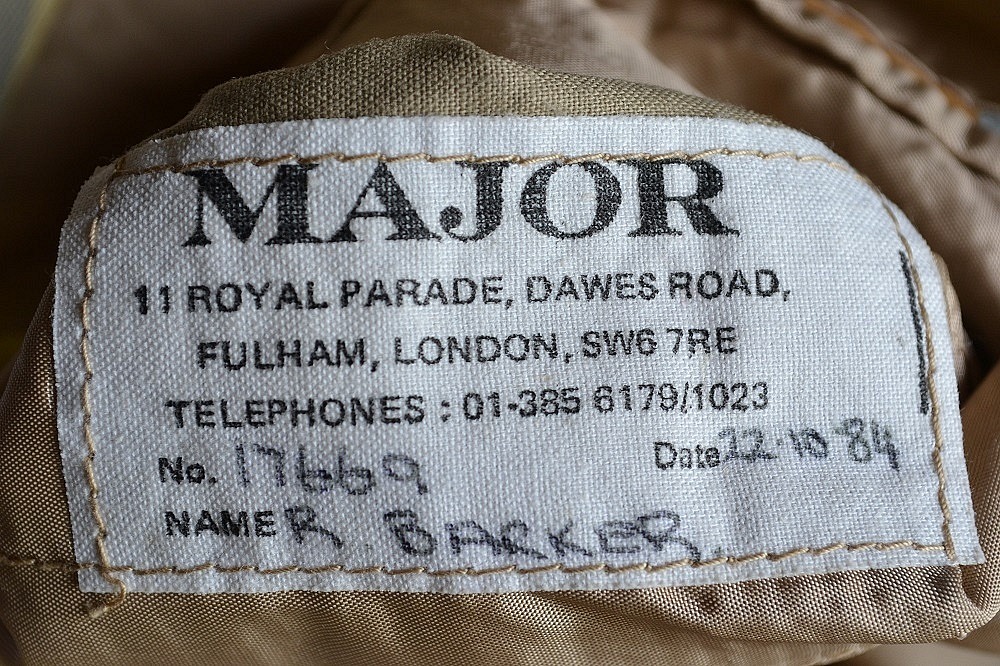 MAJOR
11 ROYAL PARADE, DAWES ROAD,
FULHAM, LONDON, SW6 7RE
TELEPHONES : 01-385 6179/1023
No. 17669 Date 22·10·84
NAME R. BARKER.